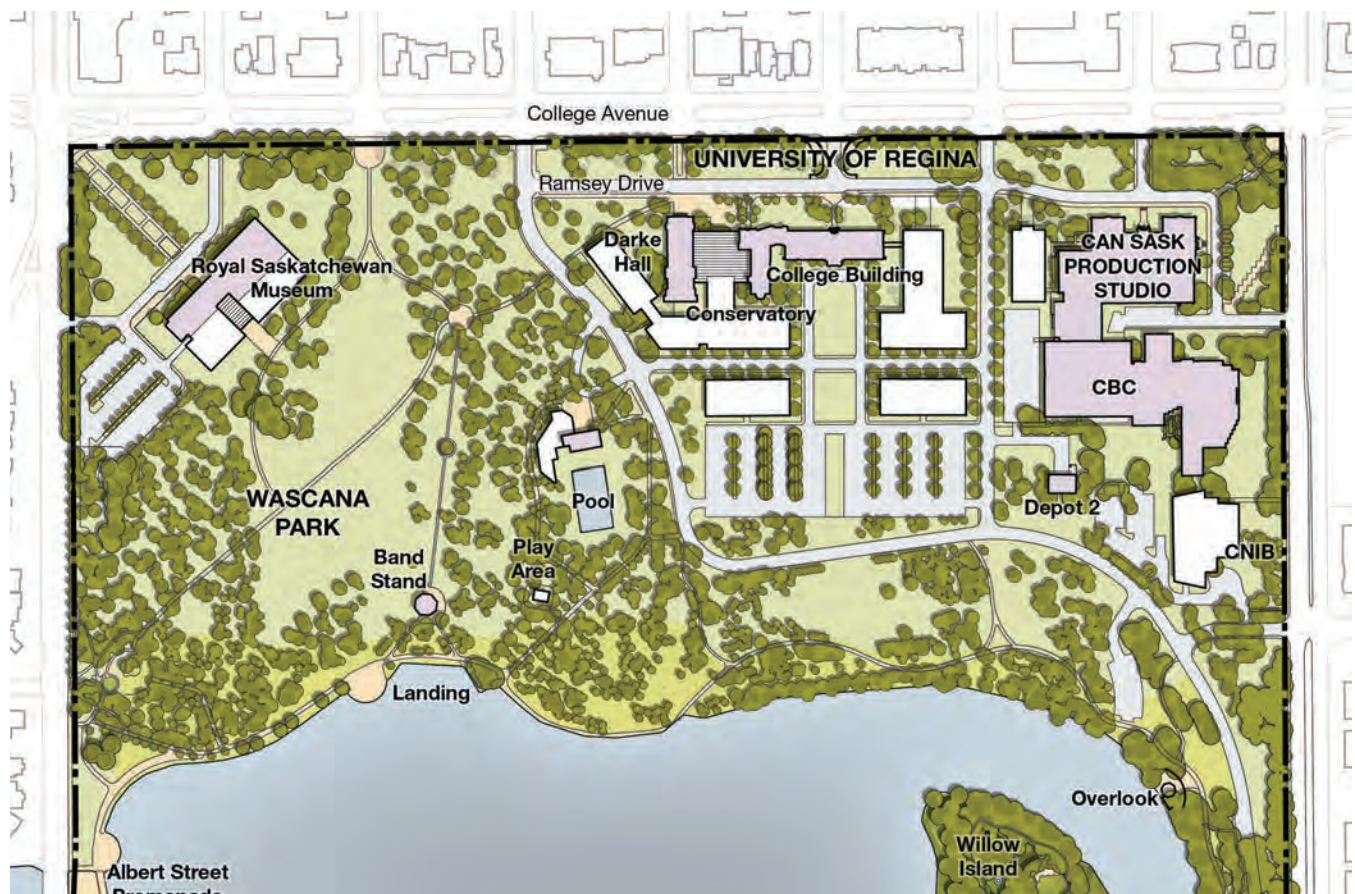 College Avenue
UNIVERSITY OF REGINA
Ramsey Drive
Darke
Hall
CAN SASK
PRODUCTION
STUDIO
Royal Saskatchewan
Museum
College Building
Conservatory
CBC
WASCANA
PARK
Pool
Depot 2
Band
Stand
Play
Area
CNIB
Landing
Overlook
Willow
Island
Albert Street
Promenade